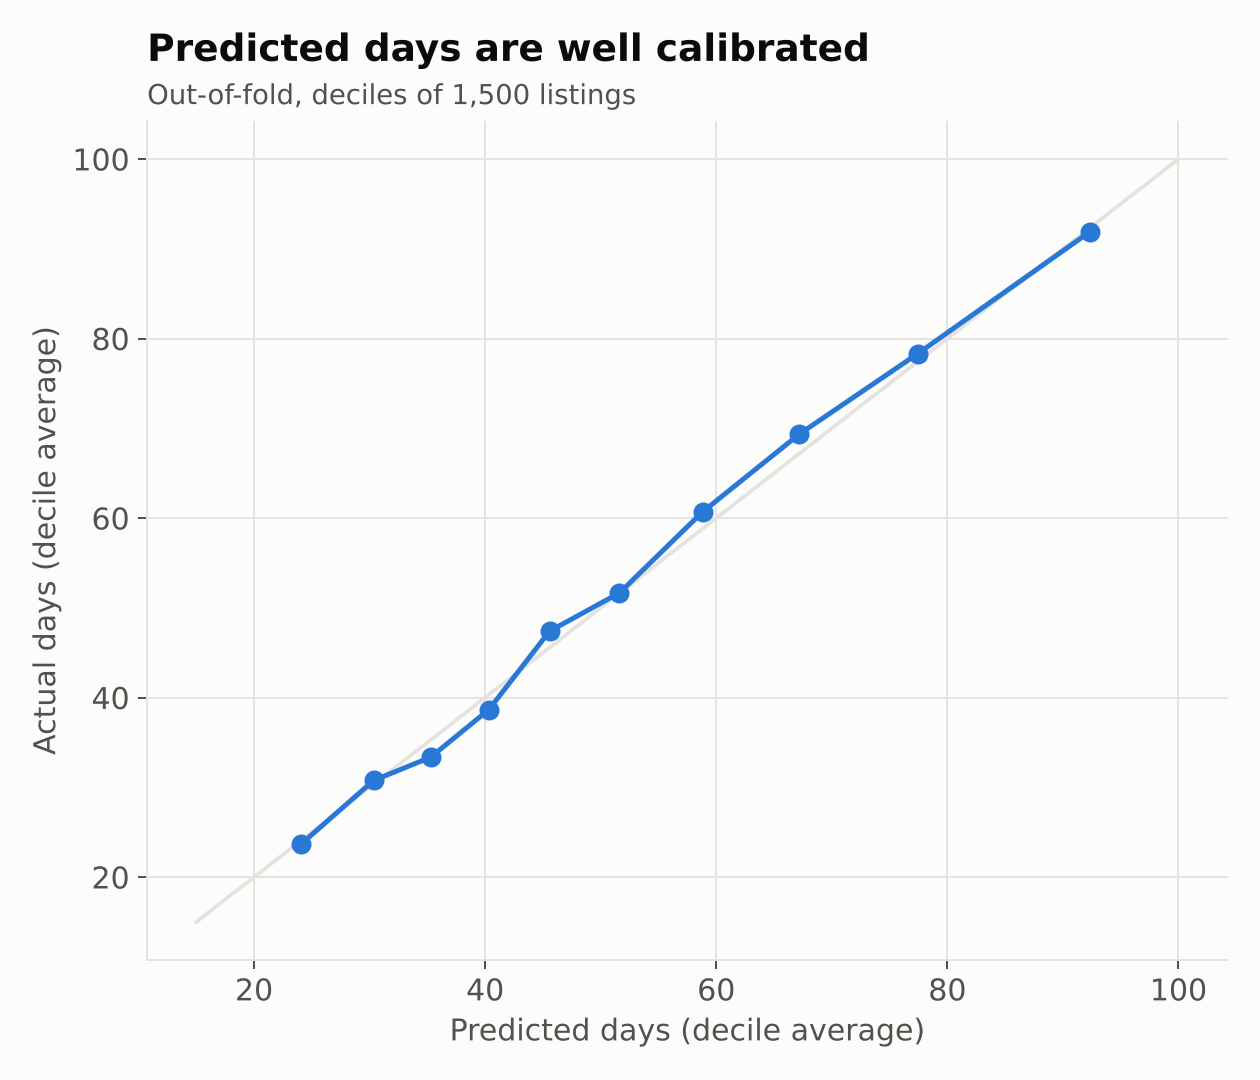 Predicted days are well calibrated
Out-of-fold, deciles of 1,500 listings
100
80
60
40
20
Actual days (decile average)
20 40 60 80 100
Predicted days (decile average)